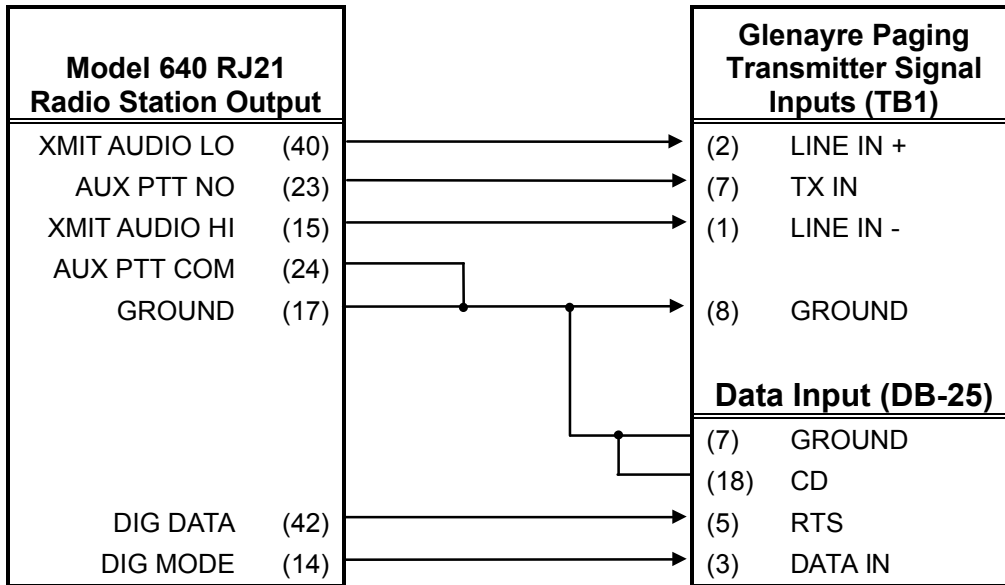 Model 640 RJ21
Radio Station Output
XMIT AUDIO LO (40)
AUX PTT NO (23)
XMIT AUDIO HI (15)
AUX PTT COM (24)
GROUND (17)
DIG DATA (42)
DIG MODE (14)
Glenayre Paging
Transmitter Signal
Inputs (TB1)
(2) LINE IN +
(7) TX IN
(1) LINE IN -
(8) GROUND
Data Input (DB-25)
(7) GROUND
(18) CD
(5) RTS
(3) DATA IN